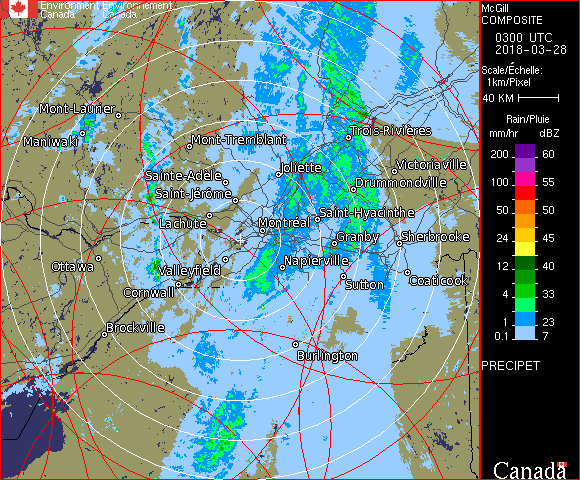 Environment Environnement
Canada Canada
McGill
COMPOSITE
0300 UTC
2018-03-28
Scale/Échelle:
1km/Pixel
40 KM
Rain/Pluie
mm/hr dBZ
200 60
100 55
50 50
24 45
12 40
4 33
1 23
0.1 7
PRECIPET
Canada
Mont-Laurier
Maniwaki
Mont-Tremblant
Trois-Rivières
Sainte-Adèle
Joliette
Victoriaville
Saint-Jérôme
Drummondville
Lachute
Montréal
Saint-Hyacinthe
Granby
Sherbrooke
Ottawa
Valleyfield
Napierville
Cornwall
Sutton
Coaticook
Brockville
Burlington